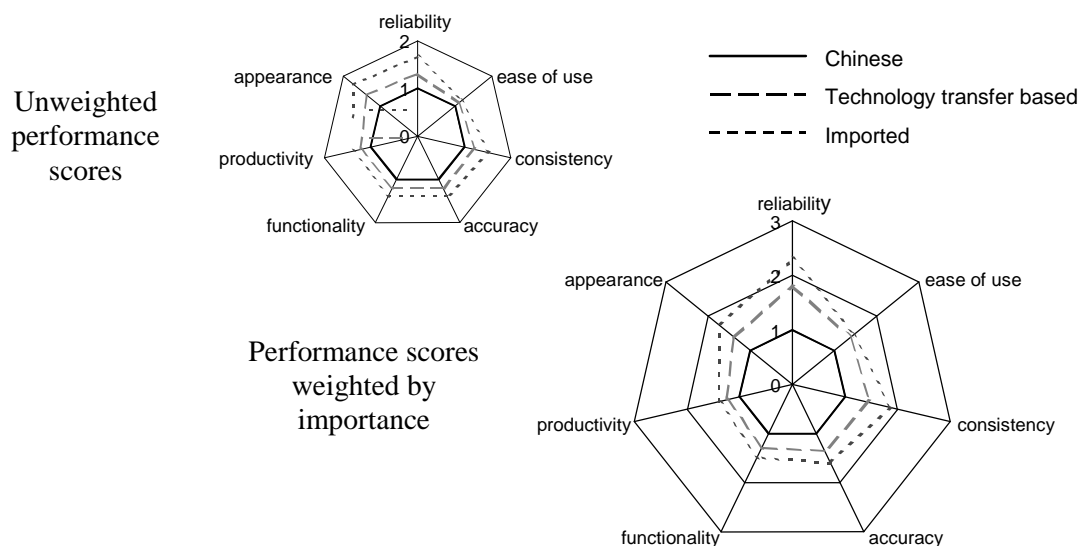 reliability
2
appearance
ease of use
1
0
productivity
consistency
functionality
accuracy
Unweighted
performance
scores
Chinese
Technology transfer based
Imported
reliability
3
appearance
2
ease of use
1
0
productivity
consistency
functionality
accuracy
Performance scores
weighted by
importance